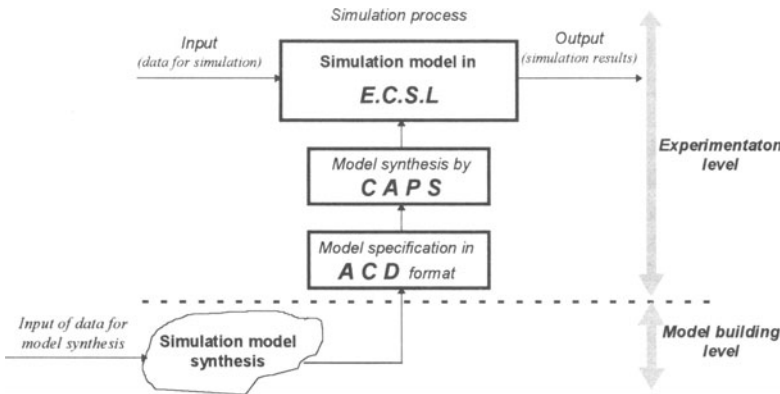 Simulation process
Input
(data for simulation)
Simulation model in
E.C.S.L
Output
(simulation results)
Model synthesis by
C A P S
Experimentaton
level
Model specification in
A C D format
Input of data for
model synthesis
Simulation model
synthesis
Model building
level